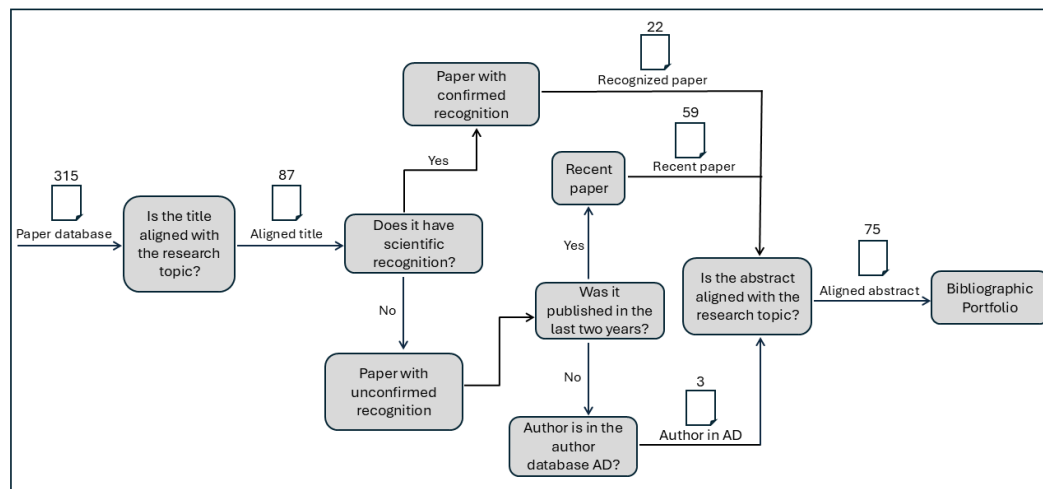 315
Paper database
Is the title
aligned with
the research
topic?
87
Aligned title
Does it have
scientific
recognition?
Yes
Paper with
confirmed
recognition
22
Recognized paper
No
Paper with
unconfirmed
recognition
Was it
published in the
last two years?
Yes
Recent
paper
59
Recent paper
No
Author is in the
author
database AD?
3
Author in AD
Is the abstract
aligned with the
research topic?
75
Aligned abstract
Bibliographic
Portfolio